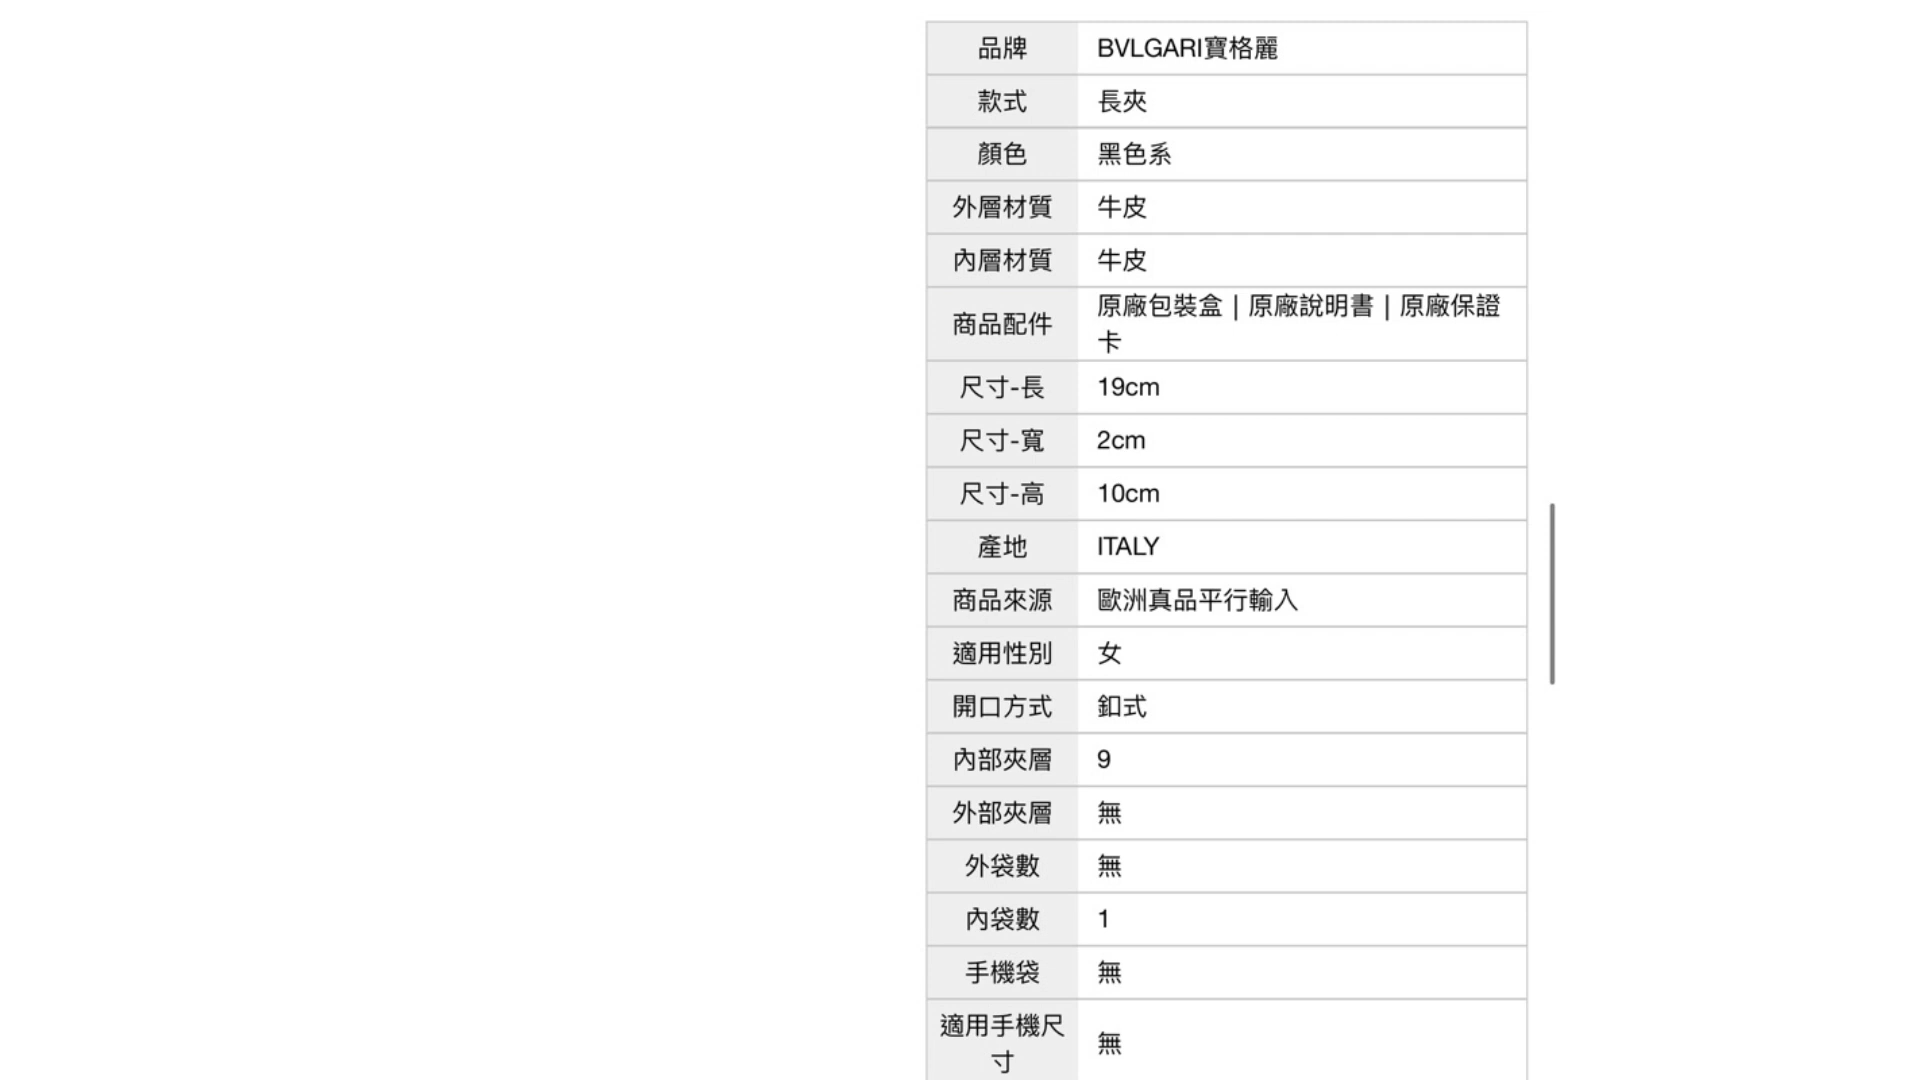 品牌 BVLGARI寶格麗
款式 長夾
顏色 黑色系
外層材質 牛皮
內層材質 牛皮
商品配件 原廠包裝盒｜原廠說明書｜原廠保證
卡
尺寸-長 19cm
尺寸-寬 2cm
尺寸-高 10cm
產地 ITALY
商品來源 歐洲真品平行輸入
適用性別 女
開口方式 釦式
內部夾層 9
外部夾層 無
外袋數 無
內袋數 1
手機袋 無
適用手機尺
寸 無